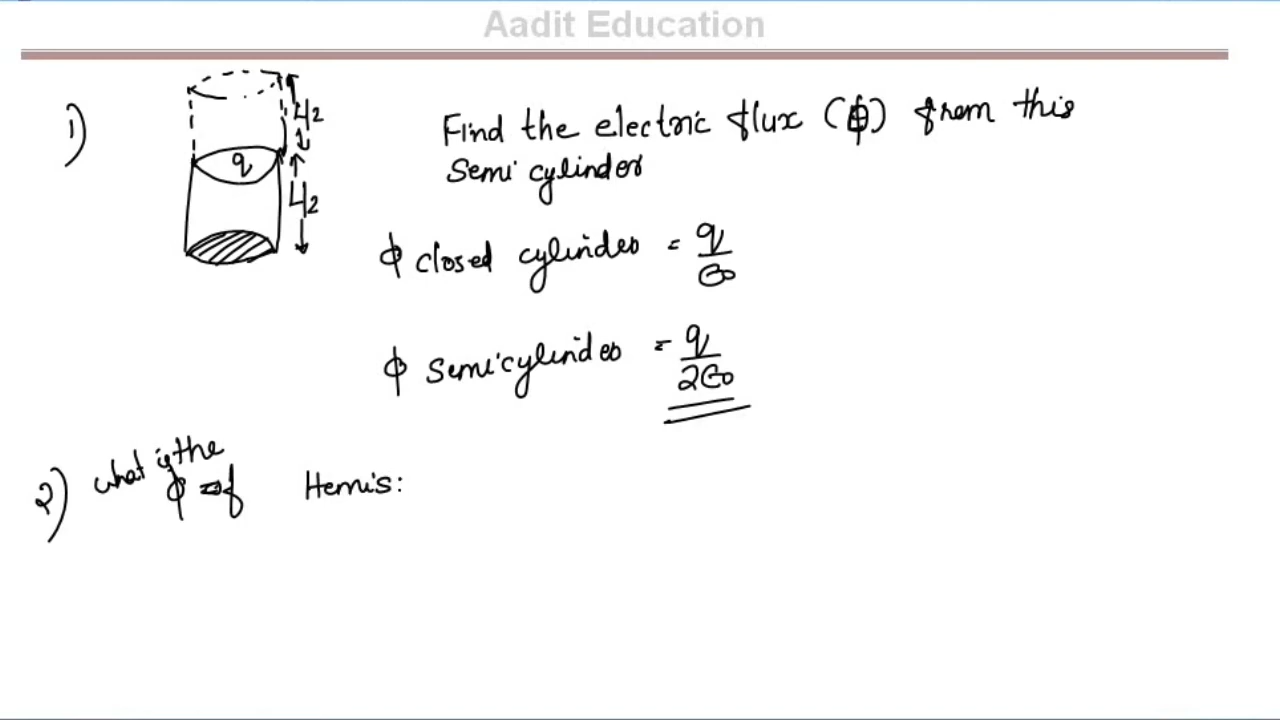 Aadit Education
1)
L/2
q
L/2
Find the electric flux (ϕ) from this
Semi cylinder
ϕ closed cylinder = q/ϵ0
ϕ semicylinder = q/2ϵ0
2) what is the
ϕ of Hemis: